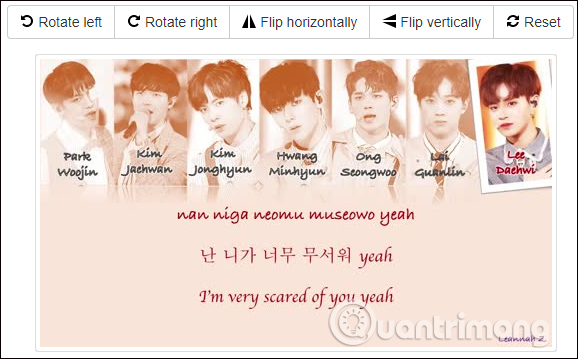 Rotate left Rotate right Flip horizontally Flip vertically Reset
Park Woojin
Kim Jaehwan
Kim Jonghyun
Hwang Minhyun
Ong Seongwoo
Lai Guanlin
Lee Daehwi
nan niga neomu museowo yeah
난 니가 너무 무서워 yeah
I'm very scared of you yeah
Quantrimang
Leannah Z.